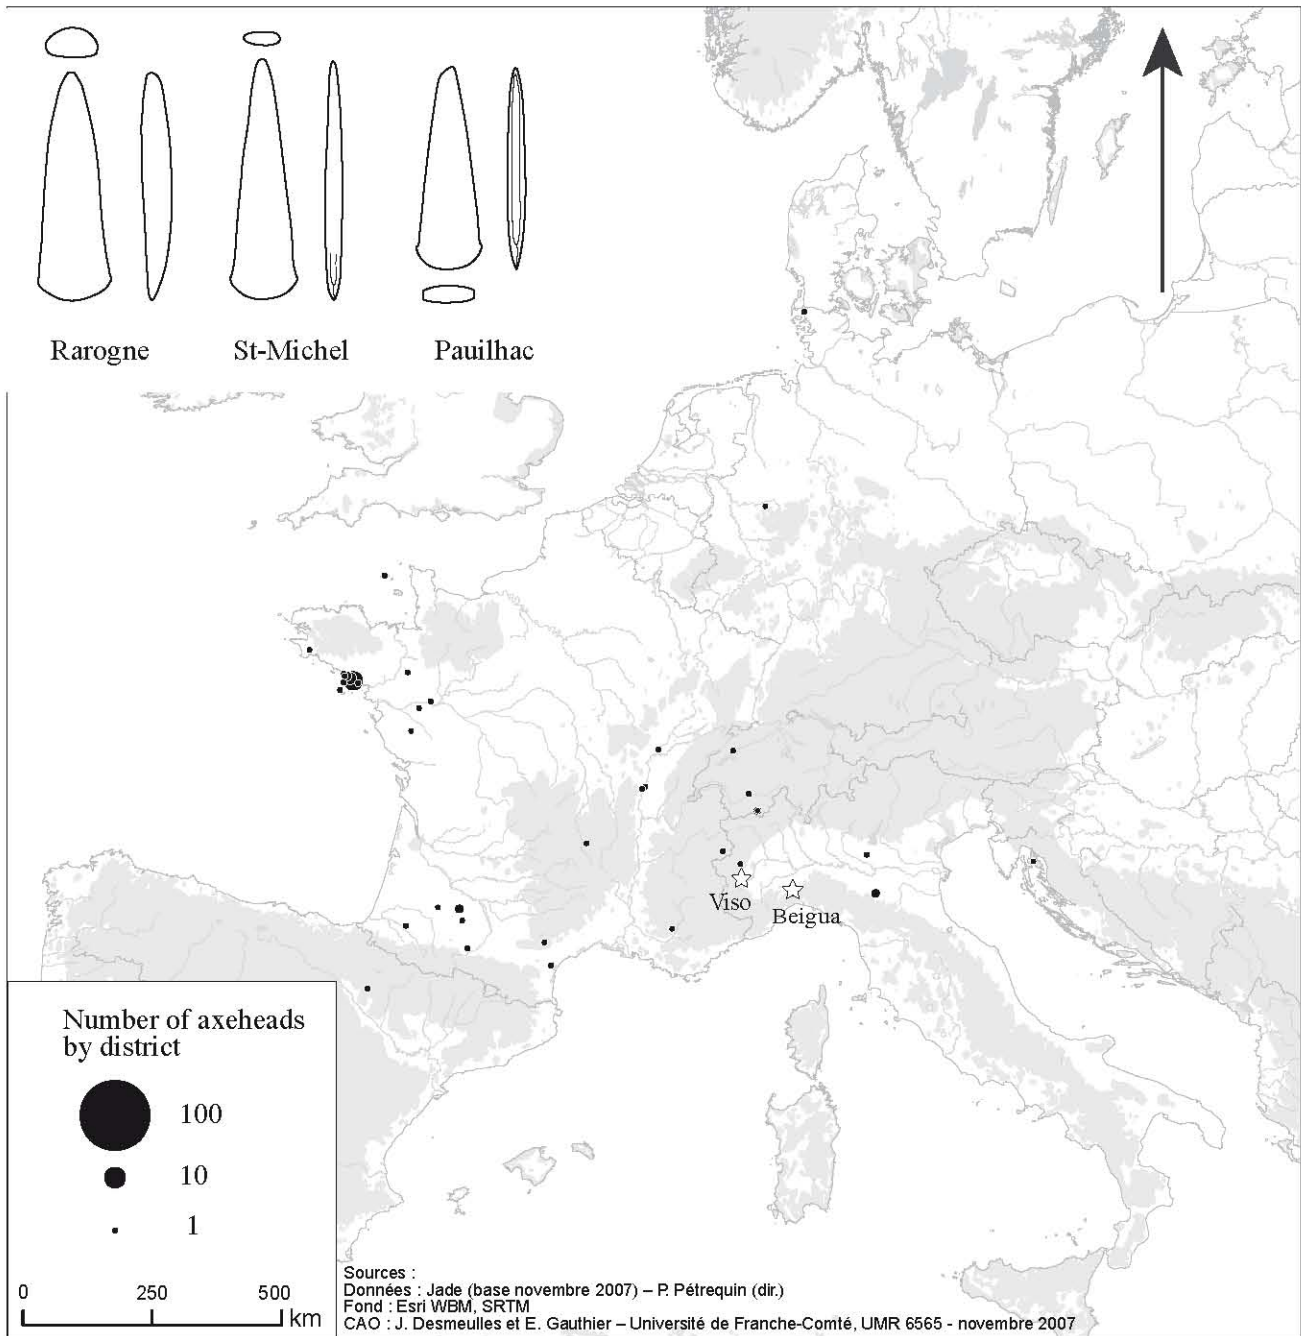 Rarogne St-Michel Pauilhac
Viso
Beigua
Number of axeheads
by district
100
10
1
0 250 500
km
Sources :
Données : Jade (base novembre 2007) – P. Pétrequin (dir.)
Fond : Esri WBM, SRTM
CAO : J. Desmeulles et E. Gauthier – Université de Franche-Comté, UMR 6565 - novembre 2007